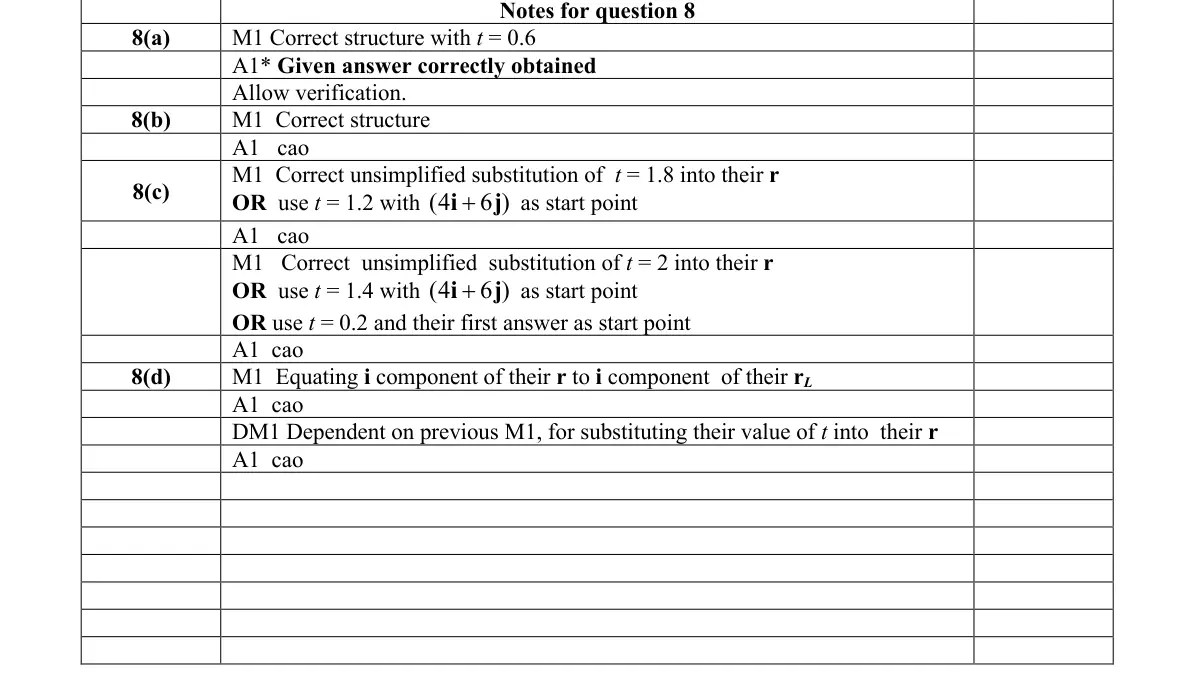 Notes for question 8
8(a) M1 Correct structure with t = 0.6
A1* Given answer correctly obtained
Allow verification.
8(b) M1 Correct structure
A1 cao
8(c) M1 Correct unsimplified substitution of t = 1.8 into their r
OR use t = 1.2 with (4i + 6j) as start point
A1 cao
M1 Correct unsimplified substitution of t = 2 into their r
OR use t = 1.4 with (4i + 6j) as start point
OR use t = 0.2 and their first answer as start point
A1 cao
8(d) M1 Equating i component of their r to i component of their r_L
A1 cao
DM1 Dependent on previous M1, for substituting their value of t into their r
A1 cao